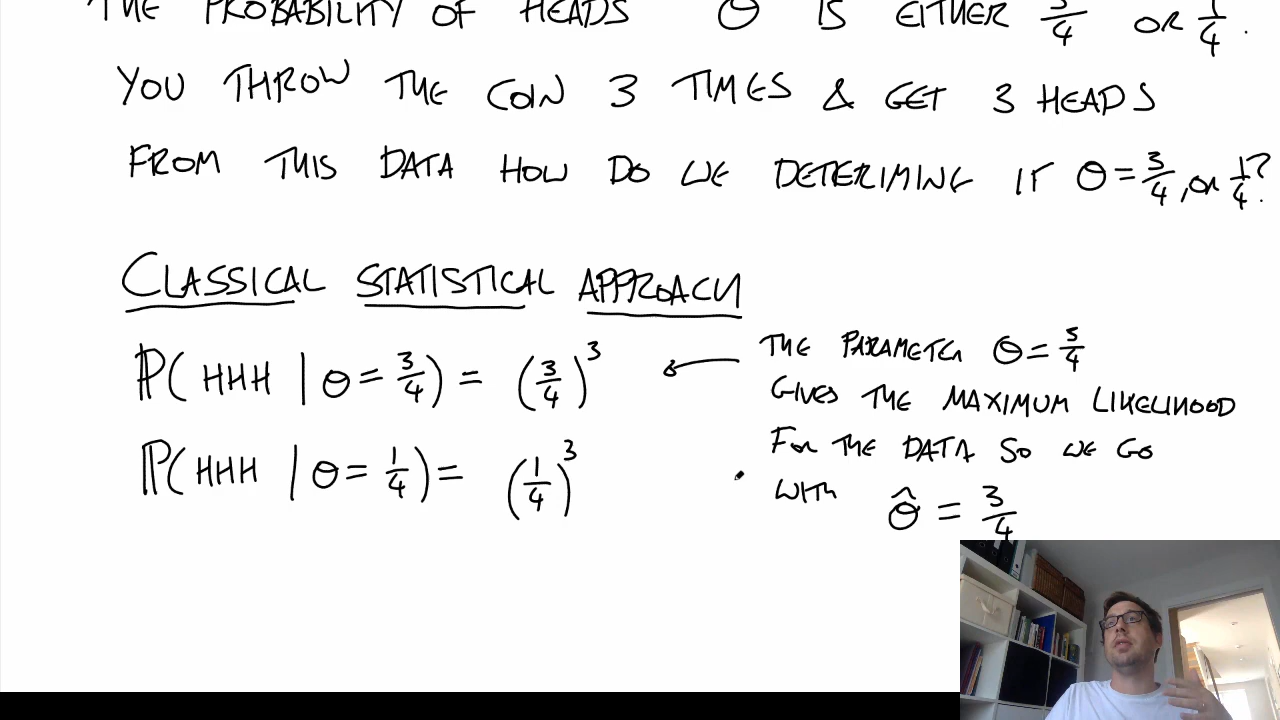 THE PROBABILITY OF HEADS θ IS EITHER 3/4 OR 1/4.
YOU THROW THE COIN 3 TIMES & GET 3 HEADS
FROM THIS DATA HOW DO WE DETERIMING IF θ = 3/4, OR 1/4?
CLASSICAL STATISTICAL APPROACH
ℙ( HHH | θ = 3/4 ) = (3/4)³ ← THE PARAMETER θ = 3/4
GIVES THE MAXIMUM LIKELIHOOD
FOR THE DATA SO WE GO
ℙ( HHH | θ = 1/4 ) = (1/4)³
WITH θ̂ = 3/4